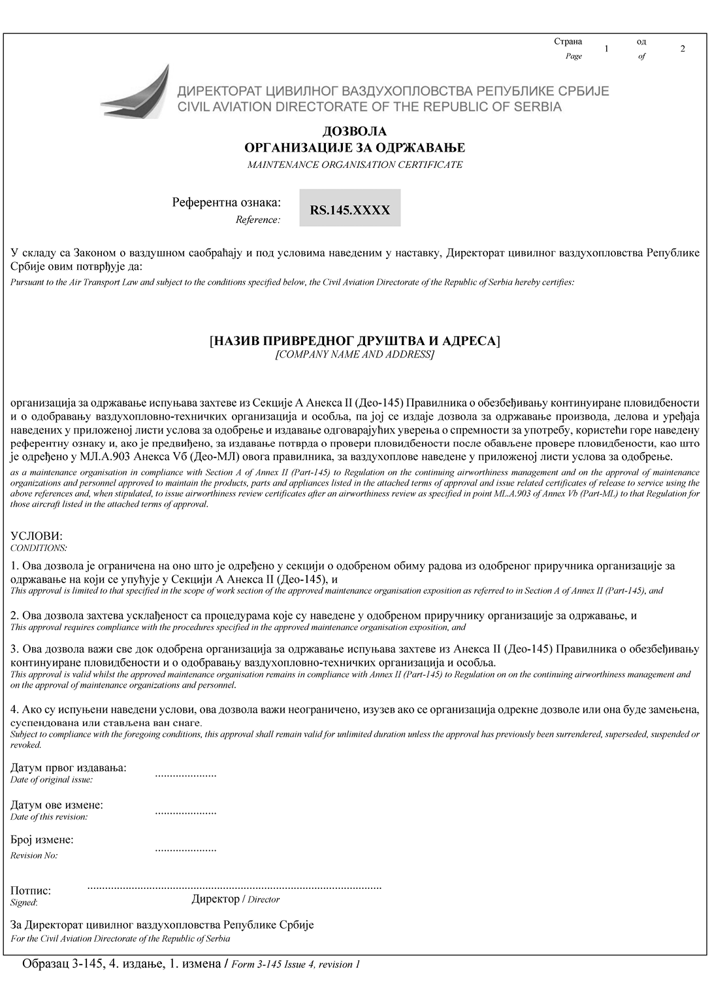 Страна 1 од 2
Page of
ДИРЕКТОРАТ ЦИВИЛНОГ ВАЗДУХОПЛОВСТВА РЕПУБЛИКЕ СРБИЈЕ
CIVIL AVIATION DIRECTORATE OF THE REPUBLIC OF SERBIA
ДОЗВОЛА
ОРГАНИЗАЦИЈЕ ЗА ОДРЖАВАЊЕ
MAINTENANCE ORGANISATION CERTIFICATE
Референтна ознака: RS.145.XXXX
Reference:
У складу са Законом о ваздушном саобраћају и под условима наведеним у наставку, Директорат цивилног ваздухопловства Републике
Србије овим потврђује да:
Pursuant to the Air Transport Law and subject to the conditions specified below, the Civil Aviation Directorate of the Republic of Serbia hereby certifies:
[НАЗИВ ПРИВРЕДНОГ ДРУШТВА И АДРЕСА]
[COMPANY NAME AND ADDRESS]
организација за одржавање испуњава захтеве из Секције А Анекса II (Део-145) Правилника о обезбеђивању континуиране пловидбености
и о одобравању ваздухопловно-техничких организација и особља, па јој се издаје дозвола за одржавање производа, делова и уређаја
наведених у приложеној листи услова за одобрење и издавање одговарајућих уверења о спремности за употребу, користећи горе наведену
референтну ознаку и, ако је предвиђено, за издавање потврда о провери пловидбености после обављене провере пловидбености, као што
је одређено у МЛ.А.903 Анекса Vб (Део-МЛ) овога правилника, за ваздухоплове наведене у приложеној листи услова за одобрење.
as a maintenance organisation in compliance with Section A of Annex II (Part-145) to Regulation on the continuing airworthiness management and on the approval of maintenance
organizations and personnel approved to maintain the products, parts and appliances listed in the attached terms of approval and issue related certificates of release to service using the
above references and, when stipulated, to issue airworthiness review certificates after an airworthiness review as specified in point ML.A.903 of Annex Vb (Part-ML) to that Regulation for
those aircraft listed in the attached terms of approval.
УСЛОВИ:
CONDITIONS:
1. Ова дозвола је ограничена на оно што је одређено у секцији о одобреном обиму радова из одобреног приручника организације за
одржавање на који се упућује у Секцији А Анекса II (Део-145), и
This approval is limited to that specified in the scope of work section of the approved maintenance organisation exposition as referred to in Section A of Annex II (Part-145), and
2. Ова дозвола захтева усклађеност са процедурама које су наведене у одобреном приручнику организације за одржавање, и
This approval requires compliance with the procedures specified in the approved maintenance organisation exposition, and
3. Ова дозвола важи све док одобрена организација за одржавање испуњава захтеве из Анекса II (Део-145) Правилника о обезбеђивању
континуиране пловидбености и о одобравању ваздухопловно-техничких организација и особља.
This approval is valid whilst the approved maintenance organisation remains in compliance with Annex II (Part-145) to Regulation on on the continuing airworthiness management and
on the approval of maintenance organizations and personnel.
4. Ако су испуњени наведени услови, ова дозвола важи неограничено, изузев ако се организација одрекне дозволе или она буде замењена,
суспендована или стављена ван снаге.
Subject to compliance with the foregoing conditions, this approval shall remain valid for unlimited duration unless the approval has previously been surrendered, superseded, suspended or
revoked.
Датум првог издавања: .....................
Date of original issue:
Датум ове измене: .....................
Date of this revision:
Број измене: .....................
Revision No:
Потпис: .....................................................................................................
Signed:
Директор / Director
За Директорат цивилног ваздухопловства Републике Србије
For the Civil Aviation Directorate of the Republic of Serbia
Образац 3-145, 4. издање, 1. измена / Form 3-145 Issue 4, revision 1